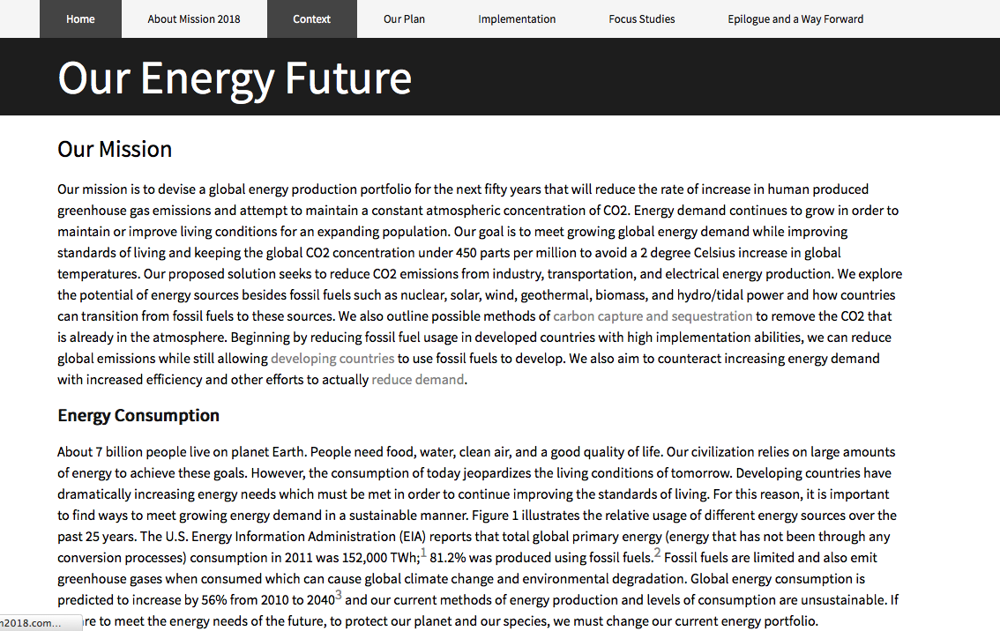 Home About Mission 2018 Context Our Plan Implementation Focus Studies Epilogue and a Way Forward
Our Energy Future
Our Mission
Our mission is to devise a global energy production portfolio for the next fifty years that will reduce the rate of increase in human produced
greenhouse gas emissions and attempt to maintain a constant atmospheric concentration of CO2. Energy demand continues to grow in order to
maintain or improve living conditions for an expanding population. Our goal is to meet growing global energy demand while improving
standards of living and keeping the global CO2 concentration under 450 parts per million to avoid a 2 degree Celsius increase in global
temperatures. Our proposed solution seeks to reduce CO2 emissions from industry, transportation, and electrical energy production. We explore
the potential of energy sources besides fossil fuels such as nuclear, solar, wind, geothermal, biomass, and hydro/tidal power and how countries
can transition from fossil fuels to these sources. We also outline possible methods of carbon capture and sequestration to remove the CO2 that
is already in the atmosphere. Beginning by reducing fossil fuel usage in developed countries with high implementation abilities, we can reduce
global emissions while still allowing developing countries to use fossil fuels to develop. We also aim to counteract increasing energy demand
with increased efficiency and other efforts to actually reduce demand.
Energy Consumption
About 7 billion people live on planet Earth. People need food, water, clean air, and a good quality of life. Our civilization relies on large amounts
of energy to achieve these goals. However, the consumption of today jeopardizes the living conditions of tomorrow. Developing countries have
dramatically increasing energy needs which must be met in order to continue improving the standards of living. For this reason, it is important
to find ways to meet growing energy demand in a sustainable manner. Figure 1 illustrates the relative usage of different energy sources over the
past 25 years. The U.S. Energy Information Administration (EIA) reports that total global primary energy (energy that has not been through any
conversion processes) consumption in 2011 was 152,000 TWh;1 81.2% was produced using fossil fuels.2 Fossil fuels are limited and also emit
greenhouse gases when consumed which can cause global climate change and environmental degradation. Global energy consumption is
predicted to increase by 56% from 2010 to 20403 and our current methods of energy production and levels of consumption are unsustainable. If
n2018.com... re to meet the energy needs of the future, to protect our planet and our species, we must change our current energy portfolio.